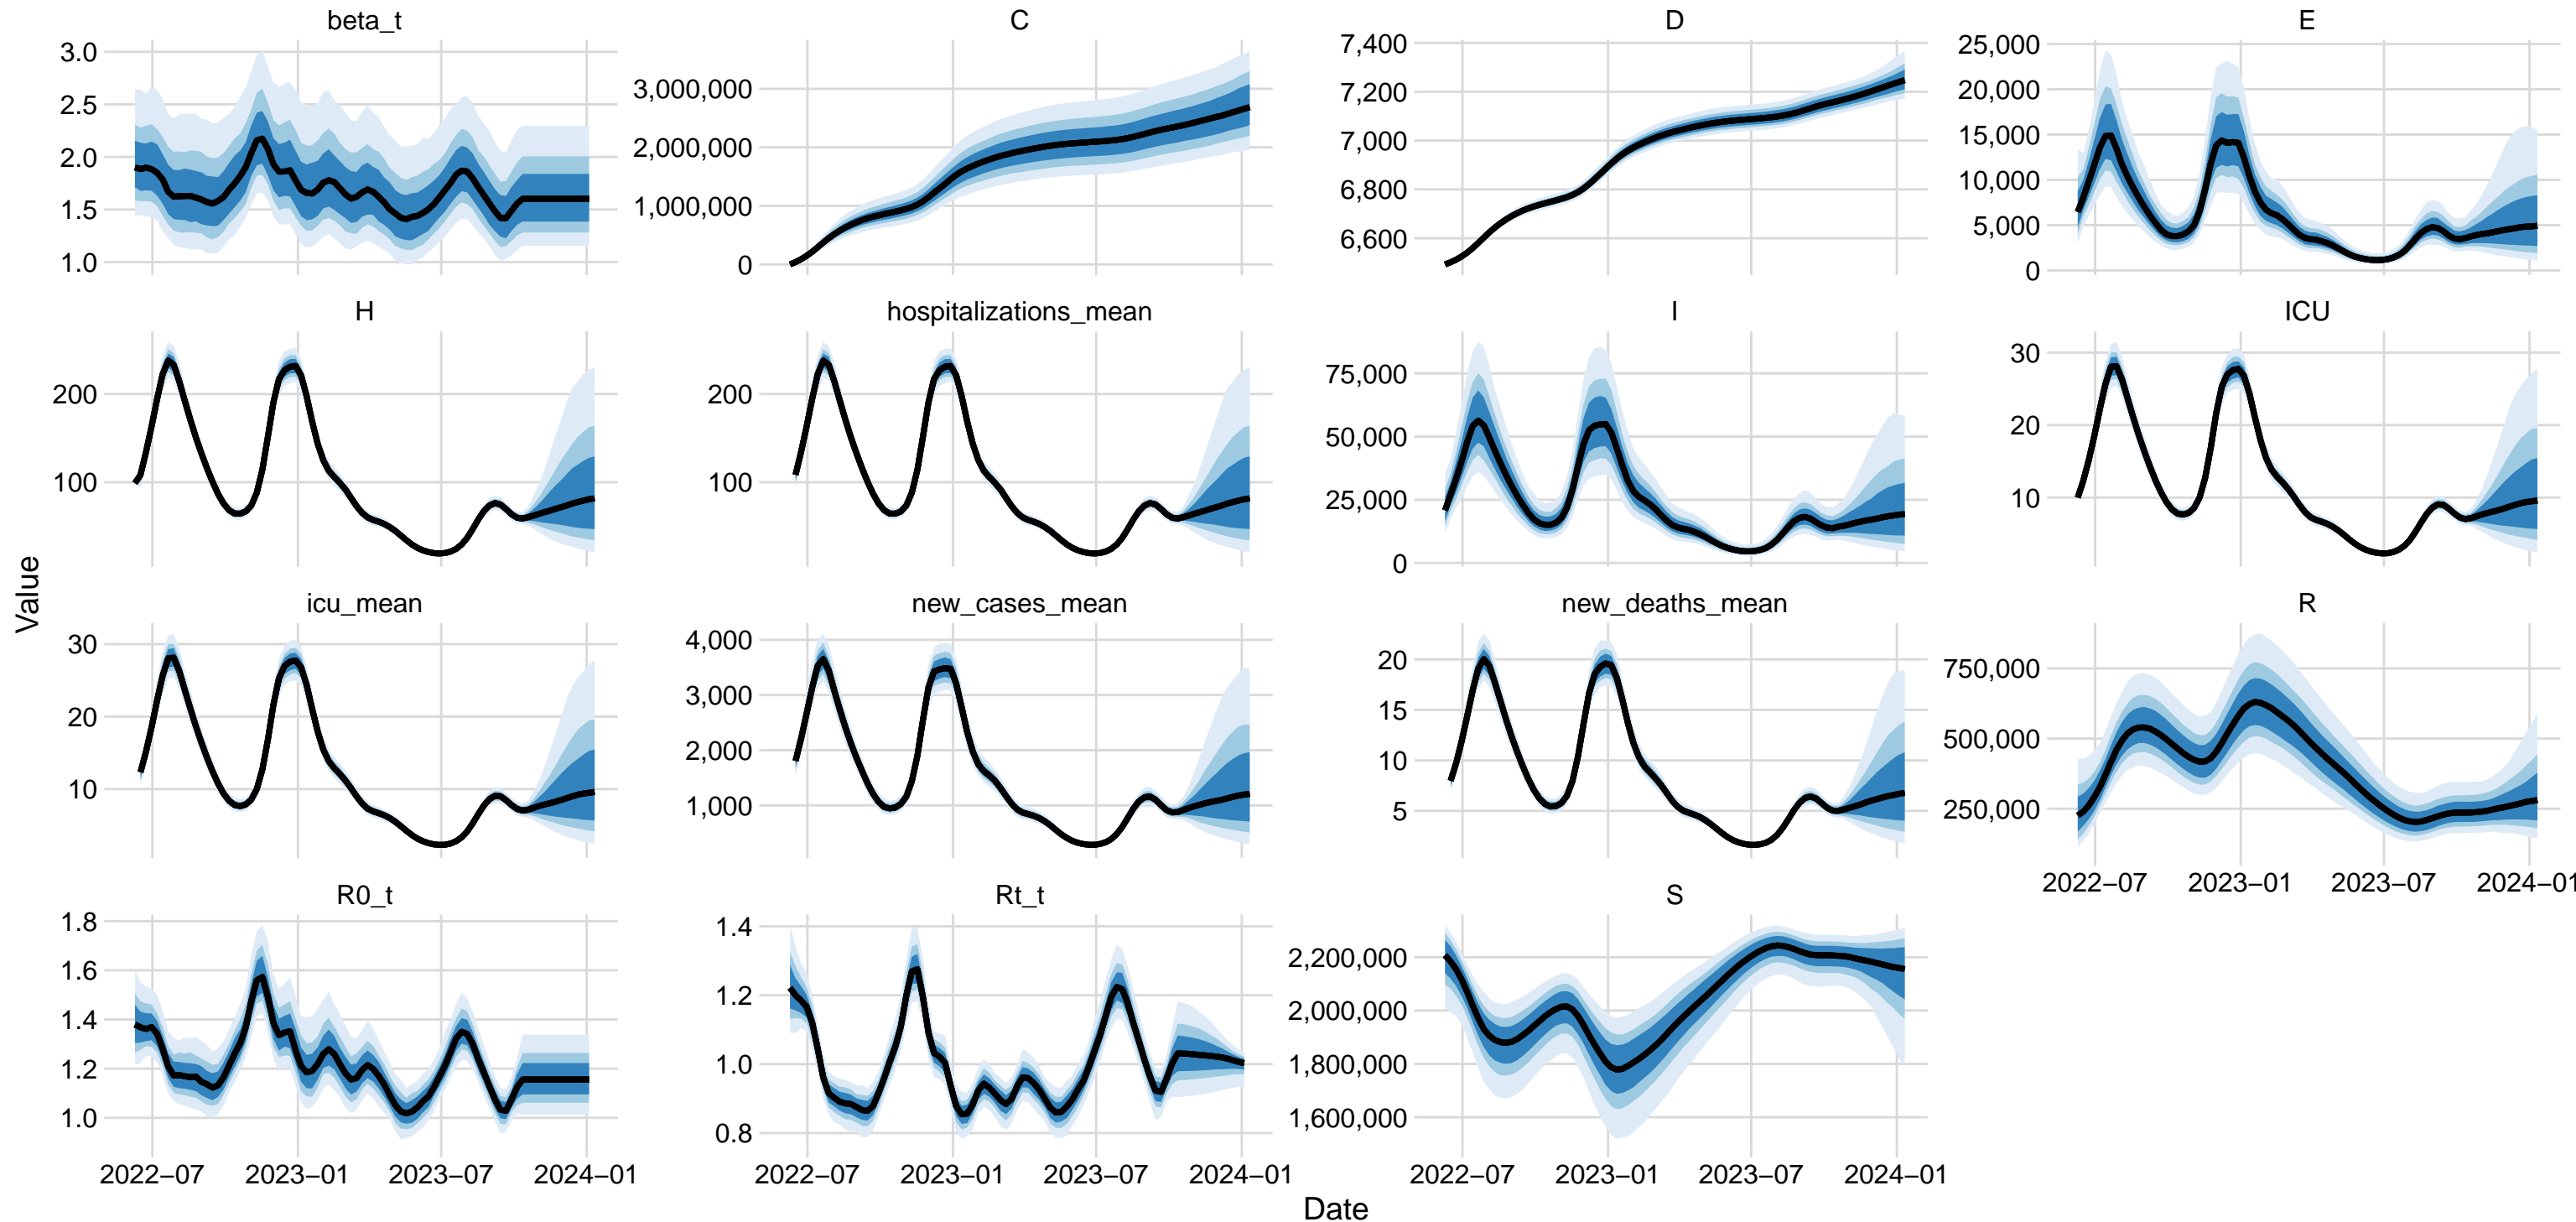 beta_t
C
D
E
3.0
2.5
2.0
1.5
1.0
3,000,000
2,000,000
1,000,000
0
7,400
7,200
7,000
6,800
6,600
25,000
20,000
15,000
10,000
5,000
0
H
hospitalizations_mean
I
ICU
200
100
200
100
75,000
50,000
25,000
0
30
20
10
icu_mean
new_cases_mean
new_deaths_mean
R
30
20
10
4,000
3,000
2,000
1,000
20
15
10
5
750,000
500,000
250,000
2022−07 2023−01 2023−07 2024−01
R0_t
Rt_t
S
1.8
1.6
1.4
1.2
1.0
1.4
1.2
1.0
0.8
2,200,000
2,000,000
1,800,000
1,600,000
2022−07 2023−01 2023−07 2024−01
2022−07 2023−01 2023−07 2024−01
2022−07 2023−01 2023−07 2024−01
Value
Date